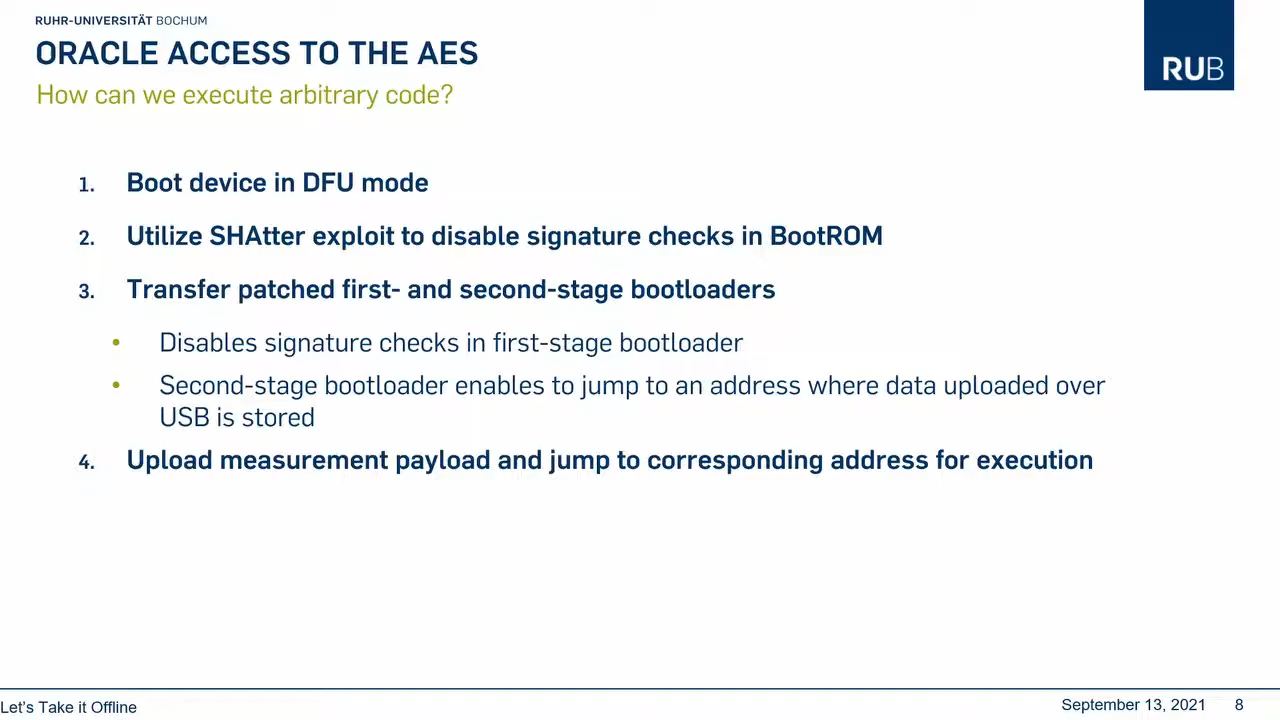 RUHR-UNIVERSITÄT BOCHUM
ORACLE ACCESS TO THE AES
How can we execute arbitrary code?
RUB
1. Boot device in DFU mode
2. Utilize SHAtter exploit to disable signature checks in BootROM
3. Transfer patched first- and second-stage bootloaders
• Disables signature checks in first-stage bootloader
• Second-stage bootloader enables to jump to an address where data uploaded over
USB is stored
4. Upload measurement payload and jump to corresponding address for execution
Let's Take it Offline
September 13, 2021 8